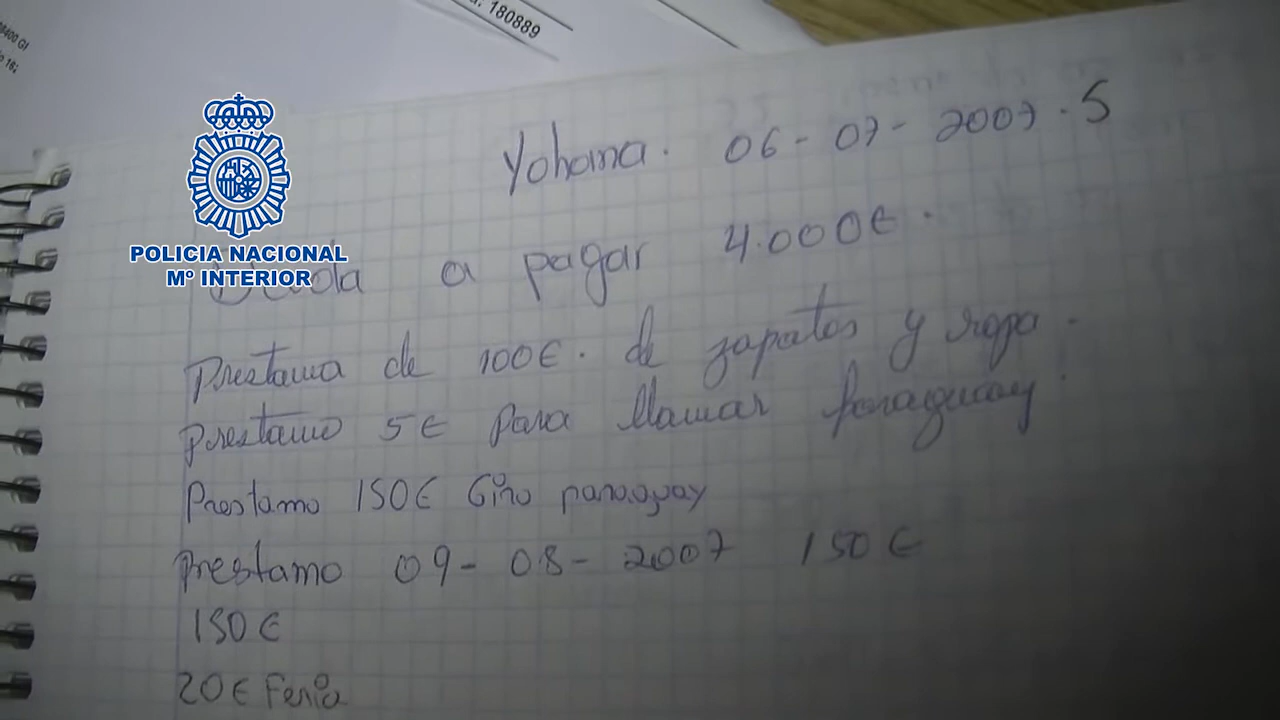 180889
Yohana. 06-07-2007.5
POLICIA NACIONAL
Mº INTERIOR
Deuda a pagar 4.000€.
Prestamo de 100€. de zapatos y ropa.
prestamo 5€ para llamar paraguay.
Prestamo 150€ Giro paraguay
prestamo 09-08-2007 150€
150€
20€ Feria